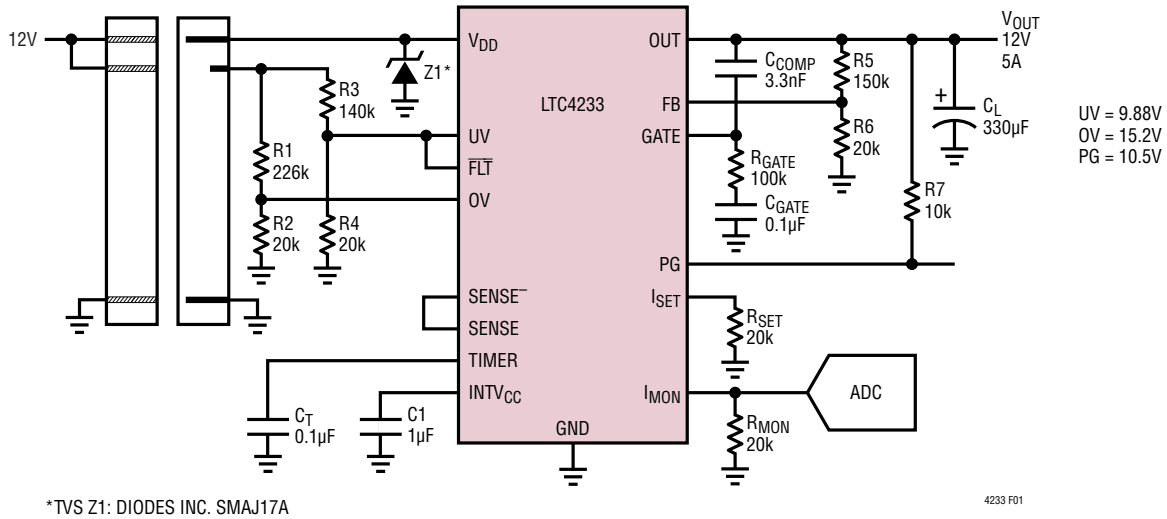 12V
Z1*
R3
140k
R1
226k
R2
20k
R4
20k
C_T
0.1µF
C1
1µF
V_DD
UV
F̅L̅T̅
OV
SENSE⁻
SENSE
TIMER
INTV_CC
LTC4233
GND
OUT
FB
GATE
PG
I_SET
I_MON
C_COMP
3.3nF
R5
150k
R6
20k
R_GATE
100k
C_GATE
0.1µF
R7
10k
R_SET
20k
R_MON
20k
ADC
V_OUT
12V
5A
+
C_L
330µF
UV = 9.88V
OV = 15.2V
PG = 10.5V
*TVS Z1: DIODES INC. SMAJ17A
4233 F01